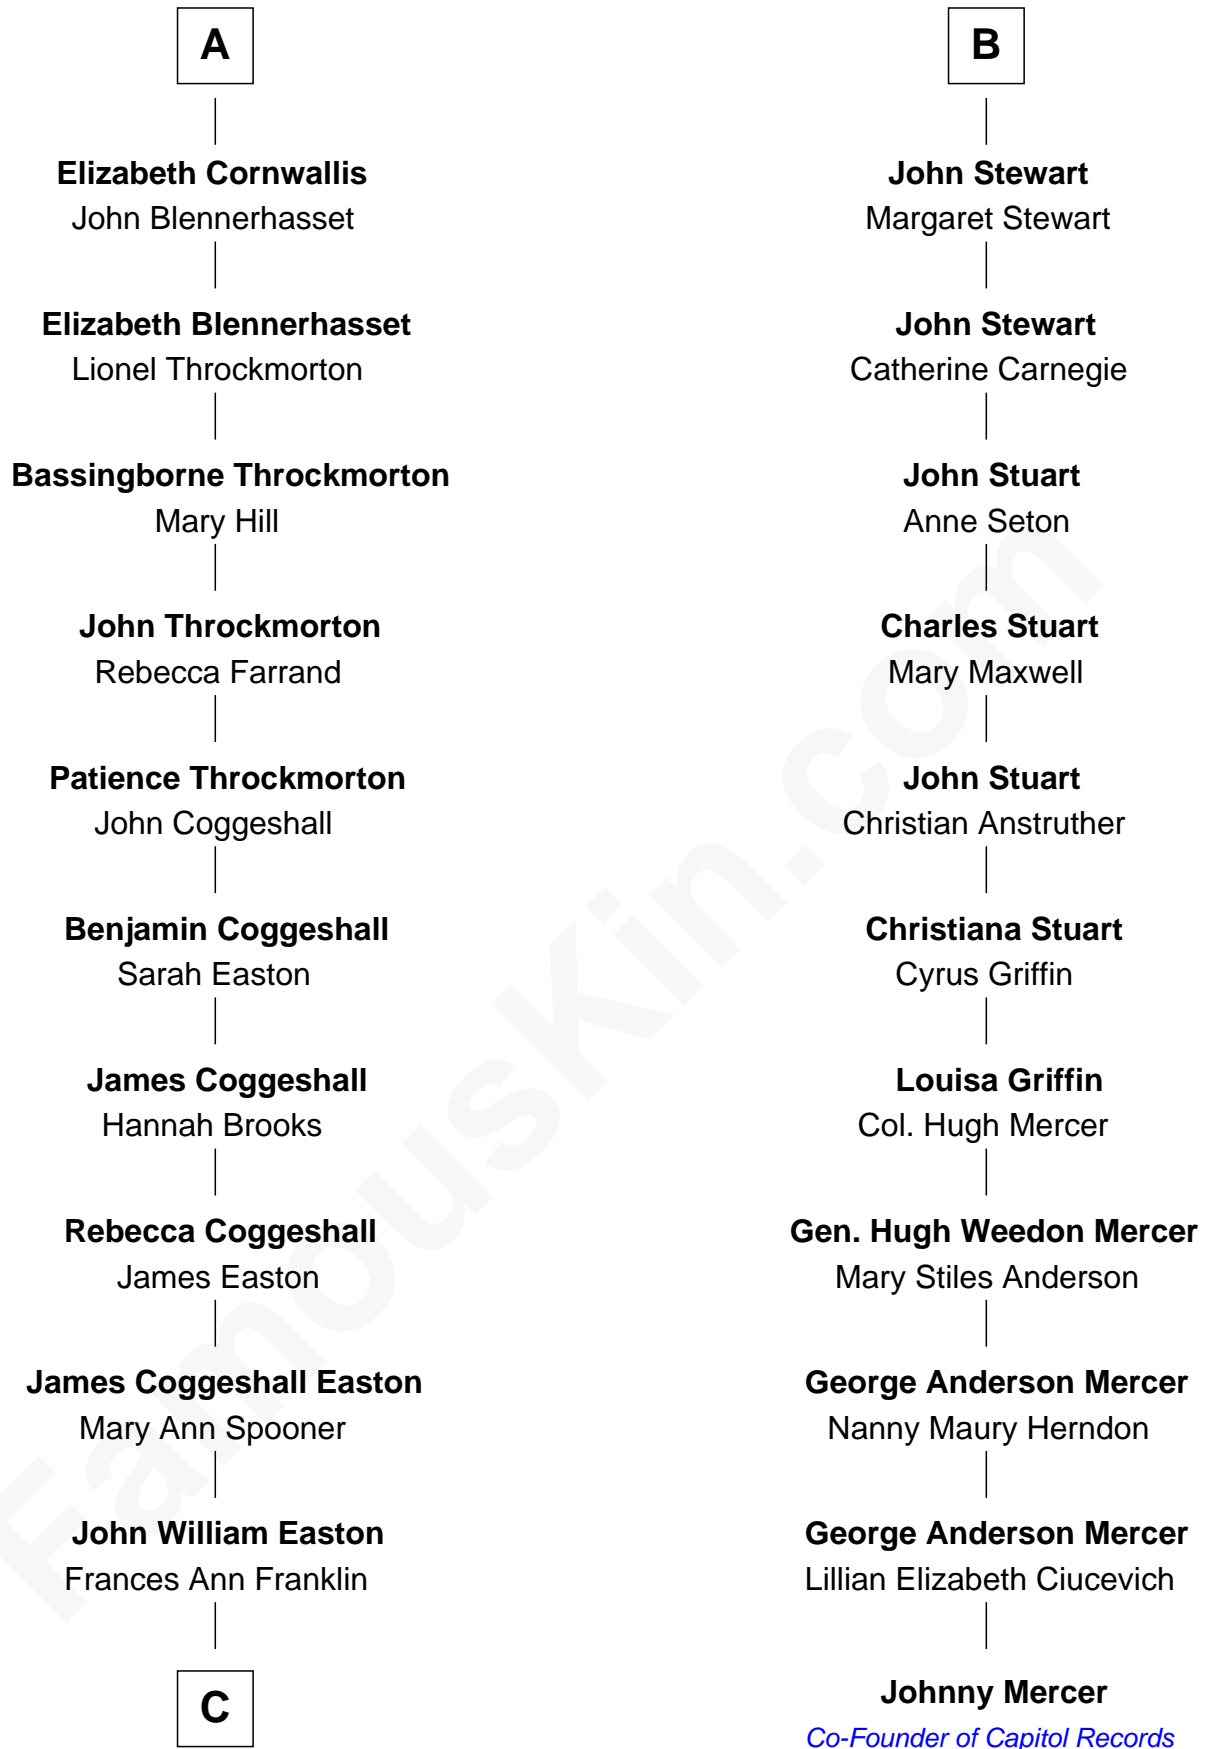 A
Elizabeth Cornwallis
John Blennerhasset
Elizabeth Blennerhasset
Lionel Throckmorton
Bassingborne Throckmorton
Mary Hill
John Throckmorton
Rebecca Farrand
Patience Throckmorton
John Coggeshall
Benjamin Coggeshall
Sarah Easton
James Coggeshall
Hannah Brooks
Rebecca Coggeshall
James Easton
James Coggeshall Easton
Mary Ann Spooner
John William Easton
Frances Ann Franklin
C
B
John Stewart
Margaret Stewart
John Stewart
Catherine Carnegie
John Stuart
Anne Seton
Charles Stuart
Mary Maxwell
John Stuart
Christian Anstruther
Christiana Stuart
Cyrus Griffin
Louisa Griffin
Col. Hugh Mercer
Gen. Hugh Weedon Mercer
Mary Stiles Anderson
George Anderson Mercer
Nanny Maury Herndon
George Anderson Mercer
Lillian Elizabeth Ciucevich
Johnny Mercer
Co-Founder of Capitol Records
FamousKin.com